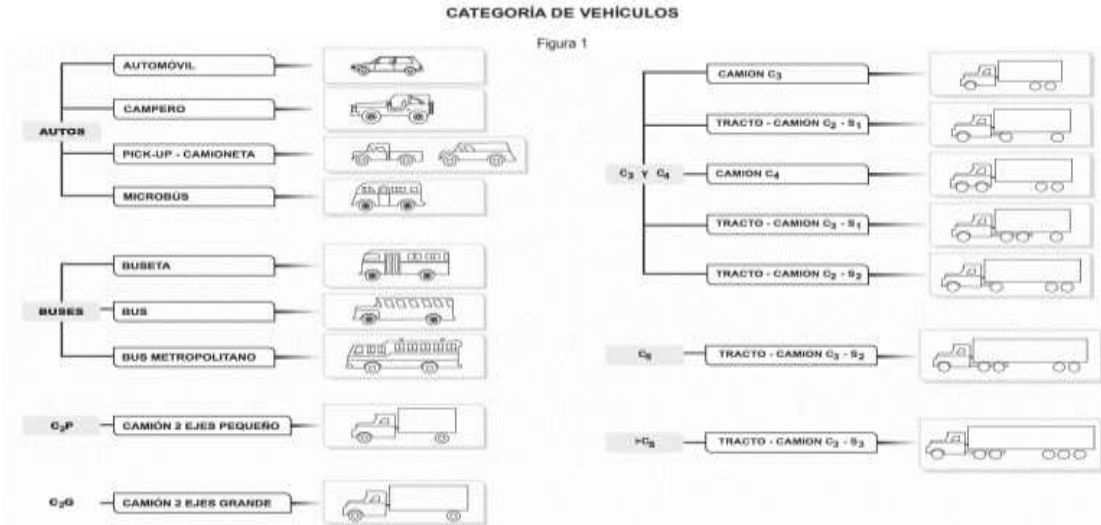 CATEGORÍA DE VEHÍCULOS
Figura 1
AUTOS
AUTOMÓVIL
CAMPERO
PICK-UP - CAMIONETA
MICROBÚS
BUSES
BUSETA
BUS
BUS METROPOLITANO
C₂P
CAMIÓN 2 EJES PEQUEÑO
C₂G
CAMIÓN 2 EJES GRANDE
C₃ Y C₄
CAMION C₃
TRACTO - CAMION C₂ - S₁
CAMION C₄
TRACTO - CAMION C₃ - S₁
TRACTO - CAMION C₂ - S₂
C₅
TRACTO - CAMION C₃ - S₂
>C₅
TRACTO - CAMION C₃ - S₃